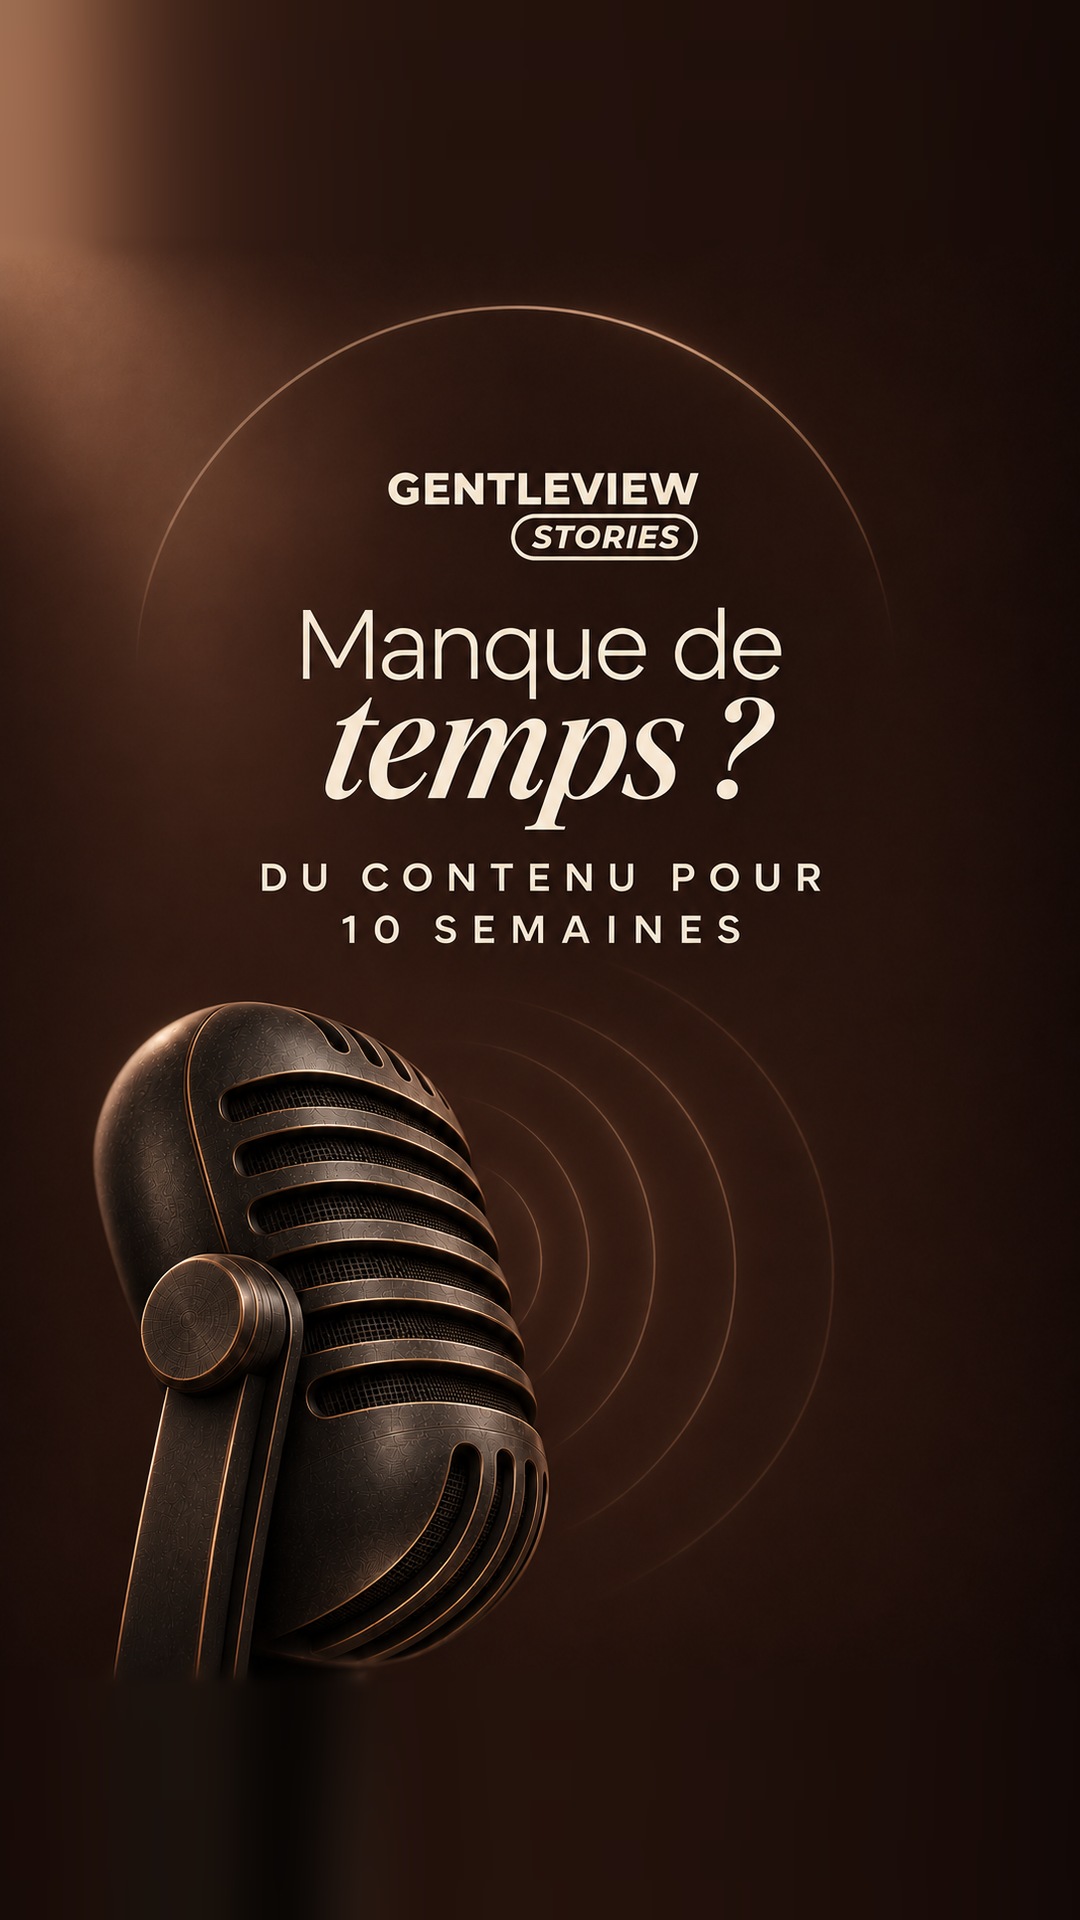 GENTLEVIEW
STORIES
Manque de
temps ?
DU CONTENU POUR
10 SEMAINES